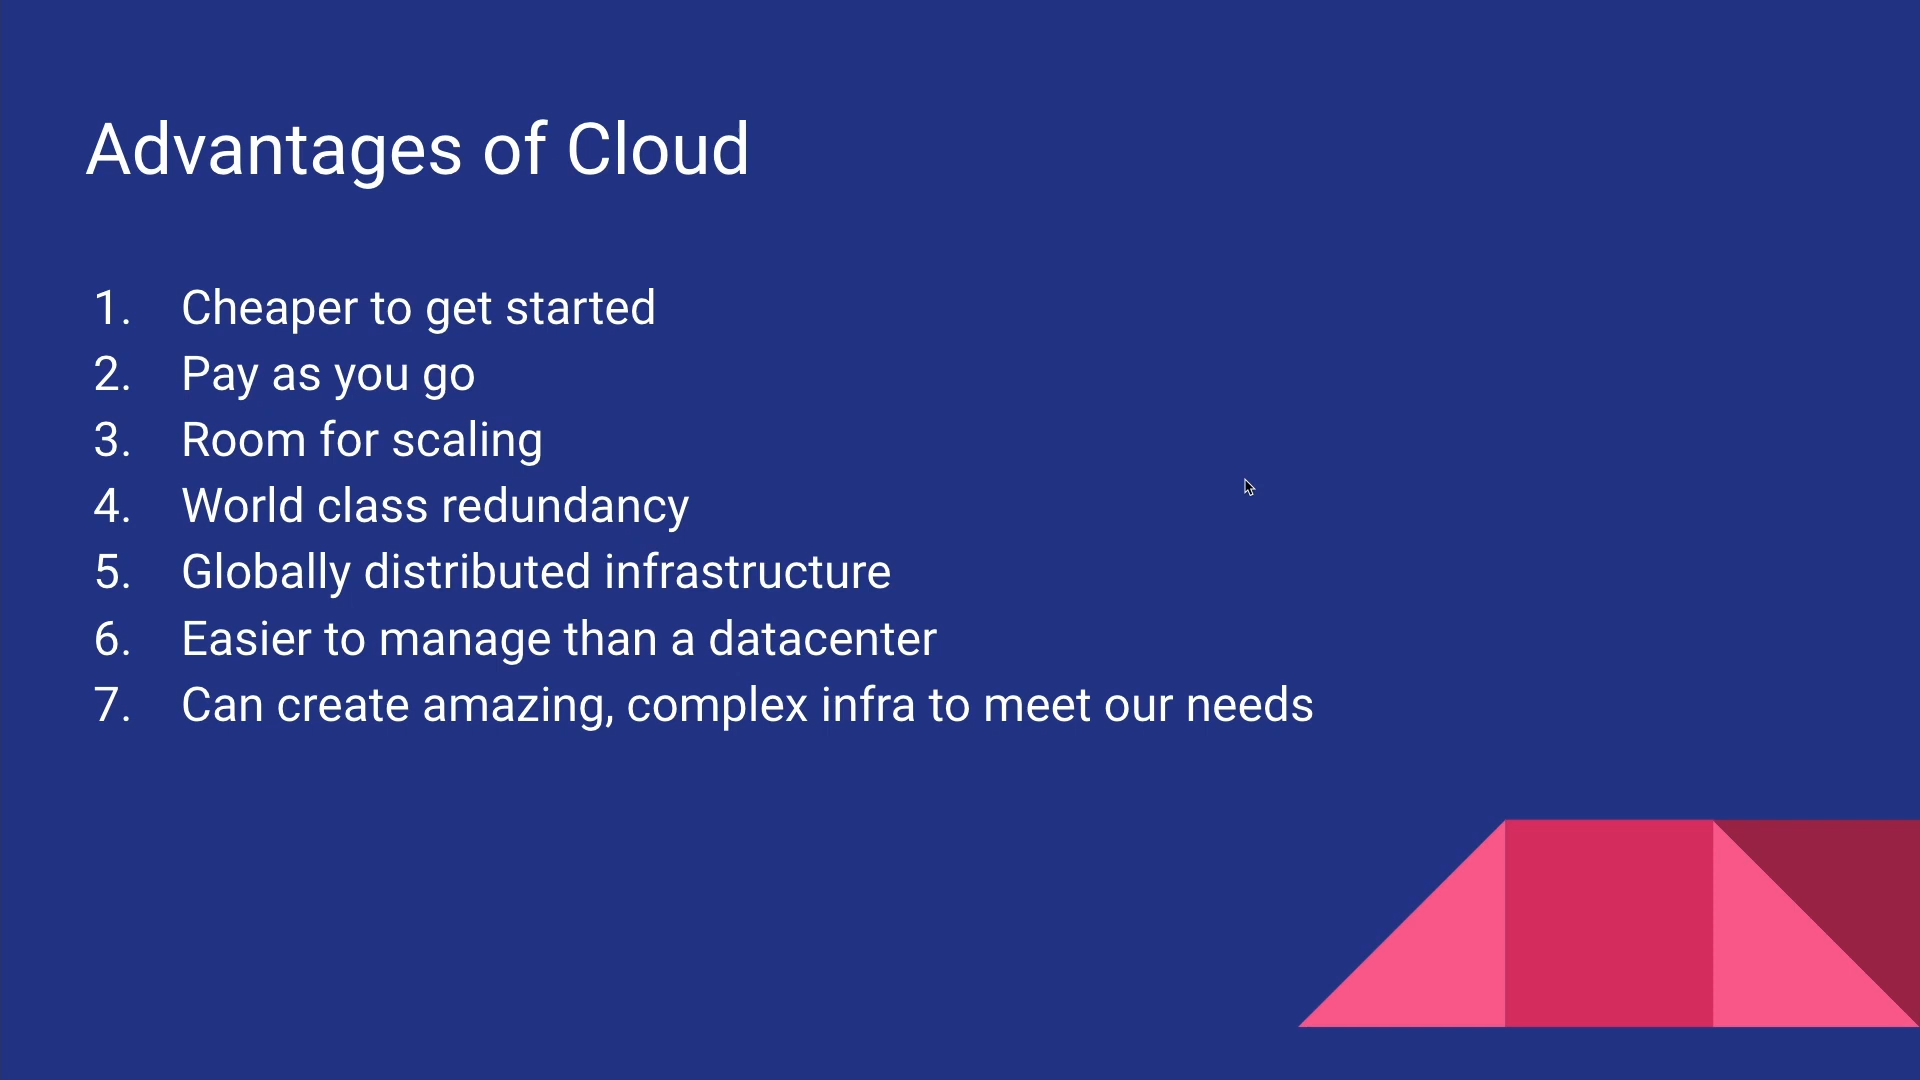 Advantages of Cloud
1. Cheaper to get started
2. Pay as you go
3. Room for scaling
4. World class redundancy
5. Globally distributed infrastructure
6. Easier to manage than a datacenter
7. Can create amazing, complex infra to meet our needs